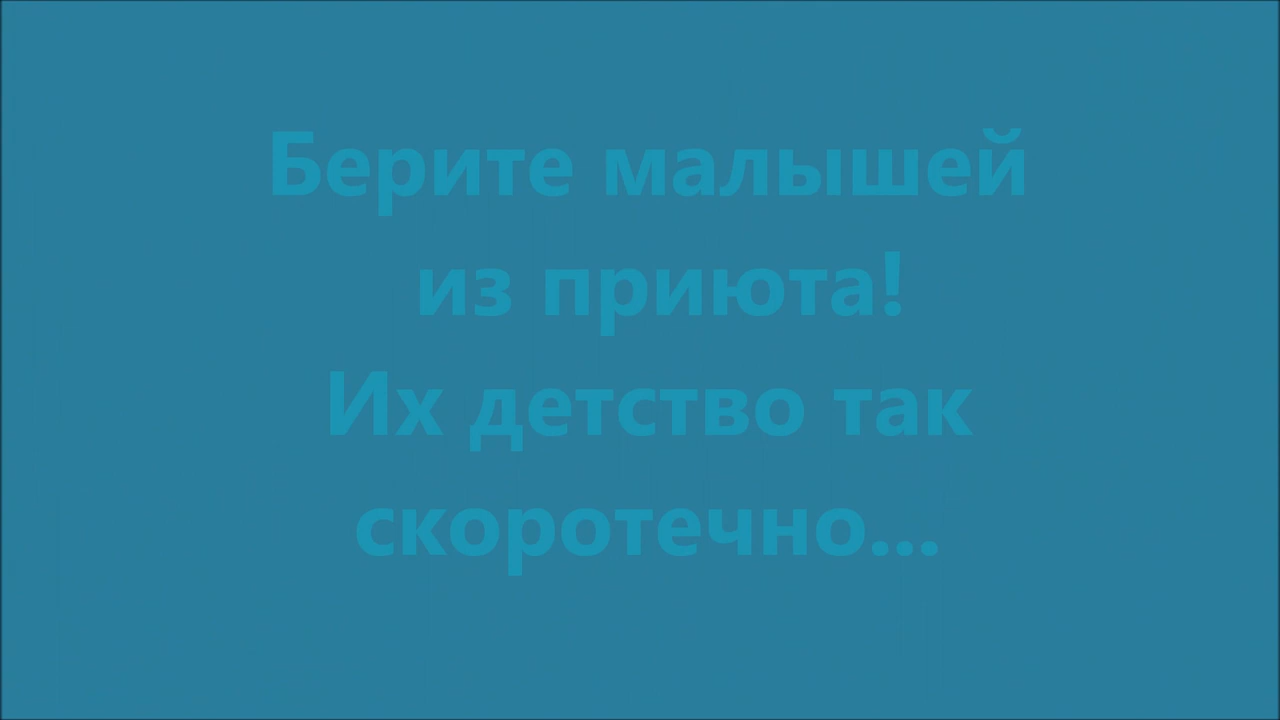 Берите малышей
из приюта!
Их детство так
скоротечно...